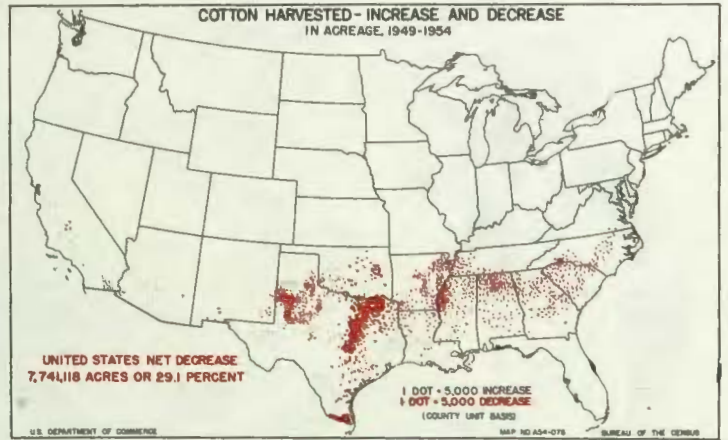 COTTON HARVESTED - INCREASE AND DECREASE
IN ACREAGE, 1949-1954
UNITED STATES NET DECREASE
7,741,118 ACRES OR 29.1 PERCENT
1 DOT = 5,000 INCREASE
1 DOT = 5,000 DECREASE
(COUNTY UNIT BASIS)
U.S. DEPARTMENT OF COMMERCE
MAP NO. A54-076
BUREAU OF THE CENSUS